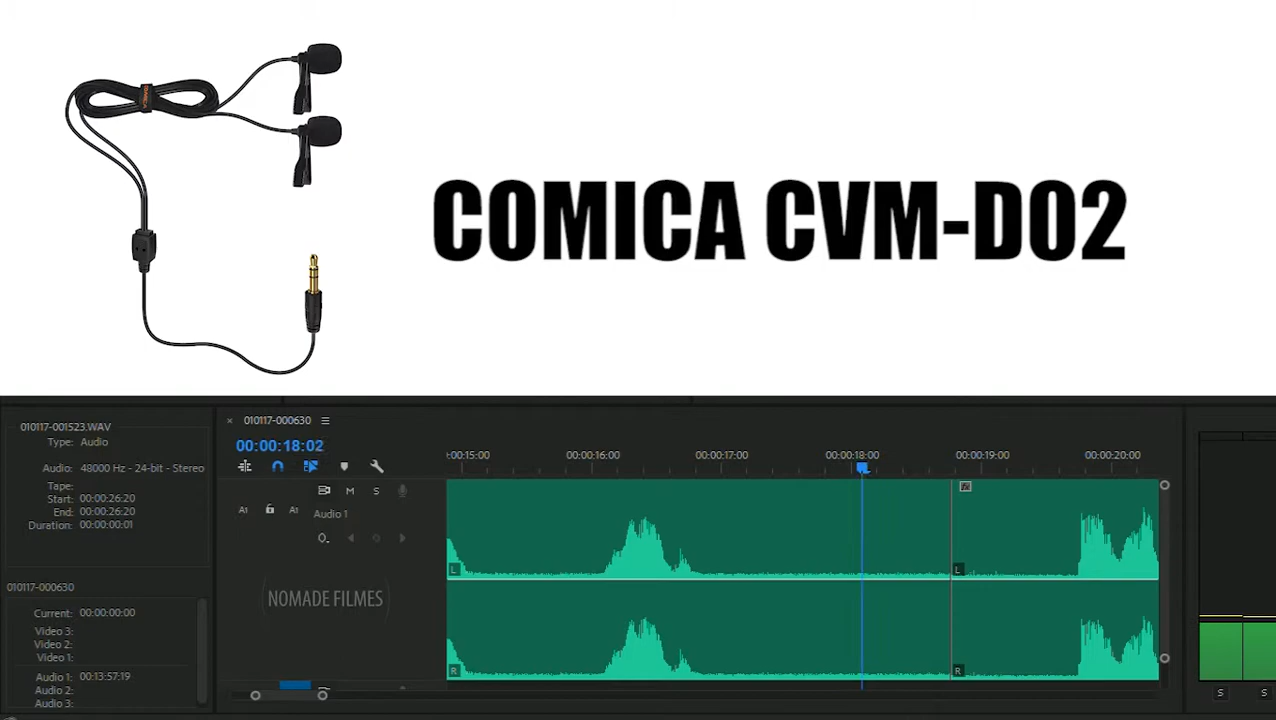 COMICA
COMICA CVM-D02
010117-001523.WAV
Type: Audio
Audio: 48000 Hz - 24-bit - Stereo
Tape:
Start: 00:00:26:20
End: 00:00:26:20
Duration: 00:00:00:01
010117-000630
Current: 00:00:00:00
Video 3:
Video 2:
Video 1:
Audio 1: 00:13:57:19
Audio 2:
Audio 3:
× 010117-000630
00:00:18:02
:00:15:00 00:00:16:00 00:00:17:00 00:00:18:00 00:00:19:00 00:00:20:00
M S
A1 A1 Audio 1
fx
L L
R R
(NOMADE FILMES)
S S